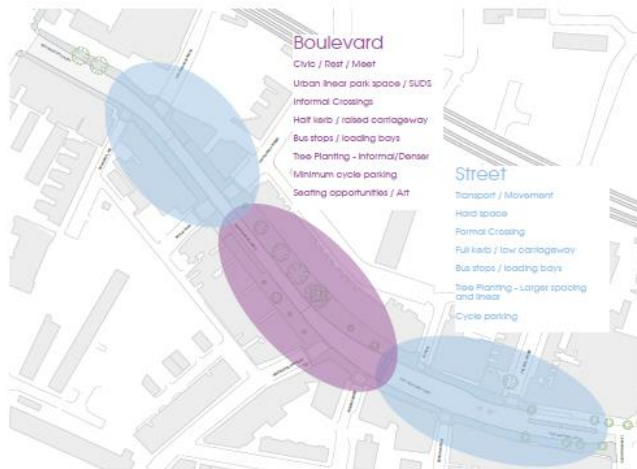 Boulevard
Civic / Rest / Meet
Urban linear park space / SUDS
Informal Crossings
Half kerb / raised carriageway
Bus stops / loading bays
Tree Planting - Informal/Denser
Minimum cycle parking
Seating opportunities / Art
Street
Transport / Movement
Hard space
Formal Crossing
Full kerb / low carriageway
Bus stops / loading bays
Tree Planting - Larger spacing
and linear
Cycle parking